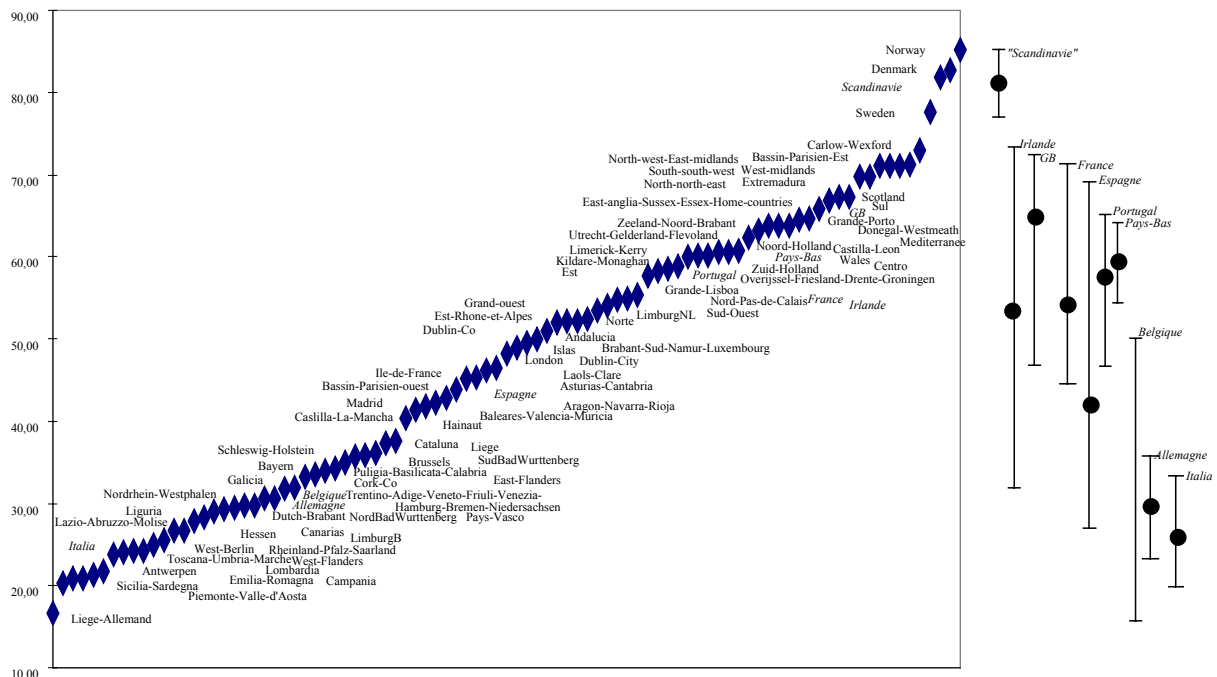 90,00
Norway
"Scandinavie"
Denmark
80,00
Scandinavie
Sweden
Carlow-Wexford
Irlande
North-west-East-midlands
Bassin-Parisien-Est
GB
70,00
South-south-west
West-midlands
France
North-north-east
Extremadura
Espagne
East-anglia-Sussex-Essex-Home-countries
Scotland
Sul
GB
Portugal
Zeeland-Noord-Brabant
Grande-Porto
Pays-Bas
Utrecht-Gelderland-Flevoland
Donegal-Westmeath
Limerick-Kerry
Noord-Holland
Castilla-Leon
Mediterranee
60,00
Kildare-Monaghan
Pays-Bas
Wales
Est
Zuid-Holland
Centro
Portugal
Overijssel-Friesland-Drente-Groningen
Grande-Lisboa
Grand-ouest
Nord-Pas-de-Calais
France
Irlande
Est-Rhone-et-Alpes
Norte
LimburgNL
Sud-Ouest
Dublin-Co
Andalucia
Belgique
50,00
Islas
Brabant-Sud-Namur-Luxembourg
London
Dublin-City
Ile-de-France
Laols-Clare
Bassin-Parisien-ouest
Asturias-Cantabria
Espagne
Madrid
Aragon-Navarra-Rioja
Caslilla-La-Mancha
Baleares-Valencia-Muricia
40,00
Hainaut
Schleswig-Holstein
Cataluna
Liege
Bayern
Brussels
SudBadWurttenberg
Allemagne
Galicia
Puligia-Basilicata-Calabria
East-Flanders
Italia
Cork-Co
Nordrhein-Westphalen
Belgique
Trentino-Adige-Veneto-Friuli-Venezia-
30,00
Liguria
Allemagne
Hamburg-Bremen-Niedersachsen
Lazio-Abruzzo-Molise
Dutch-Brabant
NordBadWurttenberg
Pays-Vasco
Hessen
Canarias
LimburgB
Italia
West-Berlin
Rheinland-Pfalz-Saarland
Toscana-Umbria-Marche
West-Flanders
Antwerpen
Lombardia
20,00
Sicilia-Sardegna
Emilia-Romagna
Campania
Piemonte-Valle-d'Aosta
Liege-Allemand
10,00